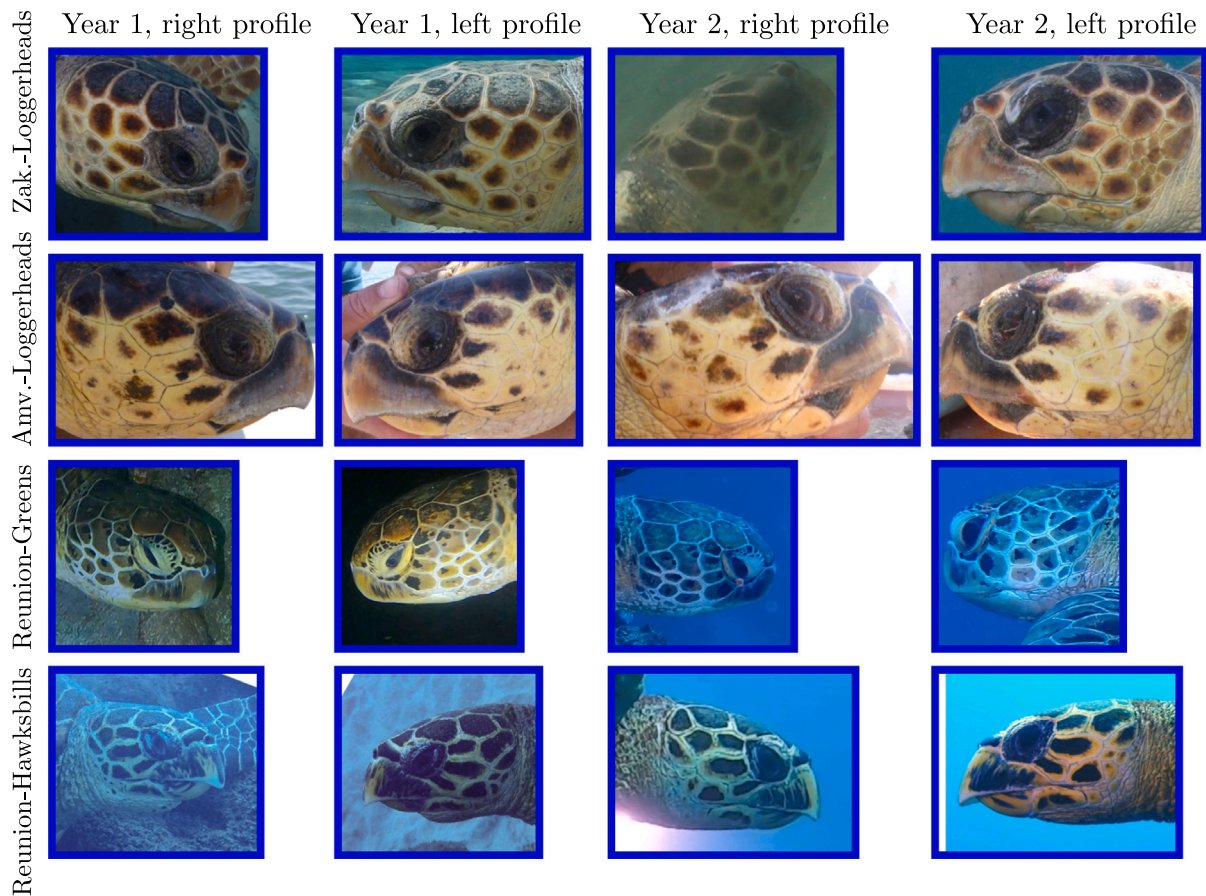 Year 1, right profile
Year 1, left profile
Year 2, right profile
Year 2, left profile
Zak.-Loggerheads
Amv.-Loggerheads
Reunion-Greens
Reunion-Hawksbills